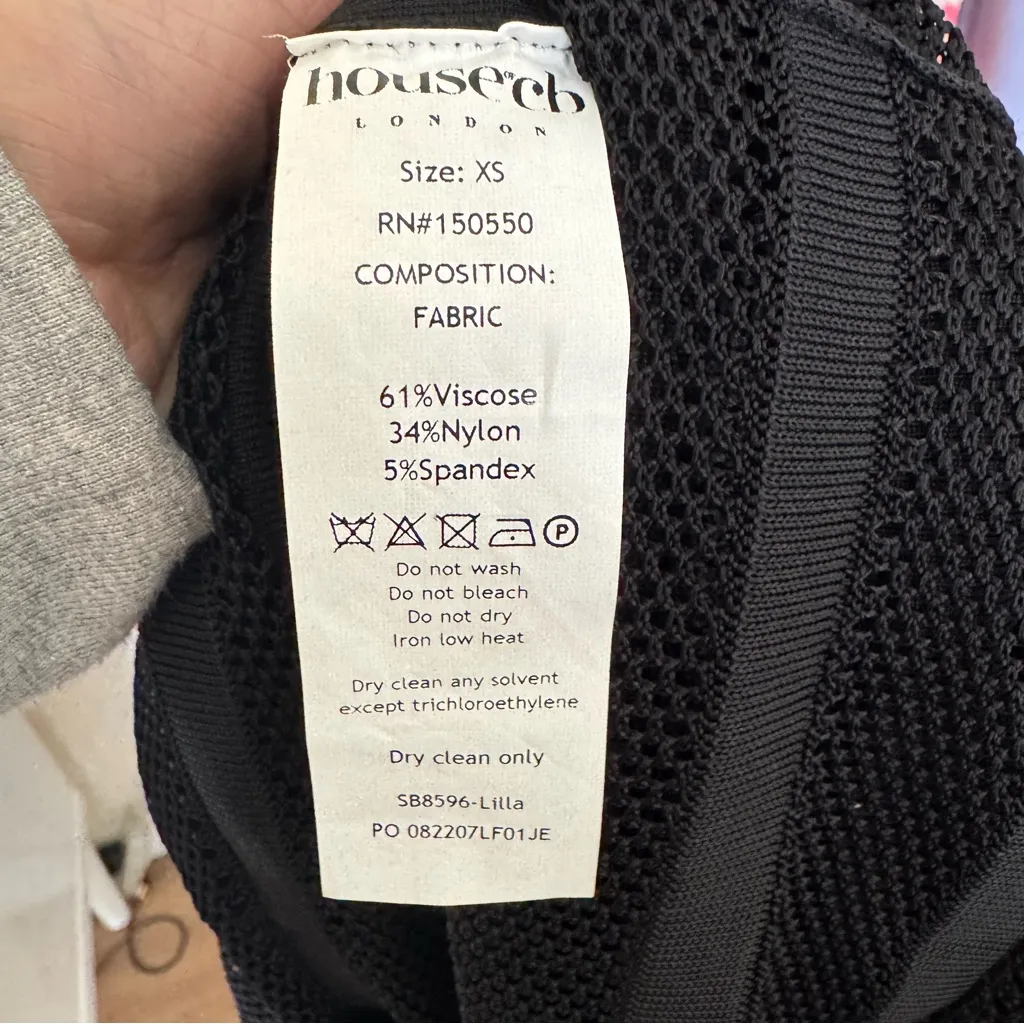 house of cb
LONDON
Size: XS
RN#150550
COMPOSITION:
FABRIC
61%Viscose
34%Nylon
5%Spandex
P
Do not wash
Do not bleach
Do not dry
Iron low heat
Dry clean any solvent
except trichloroethylene
Dry clean only
SB8596-Lilla
PO 082207LF01JE